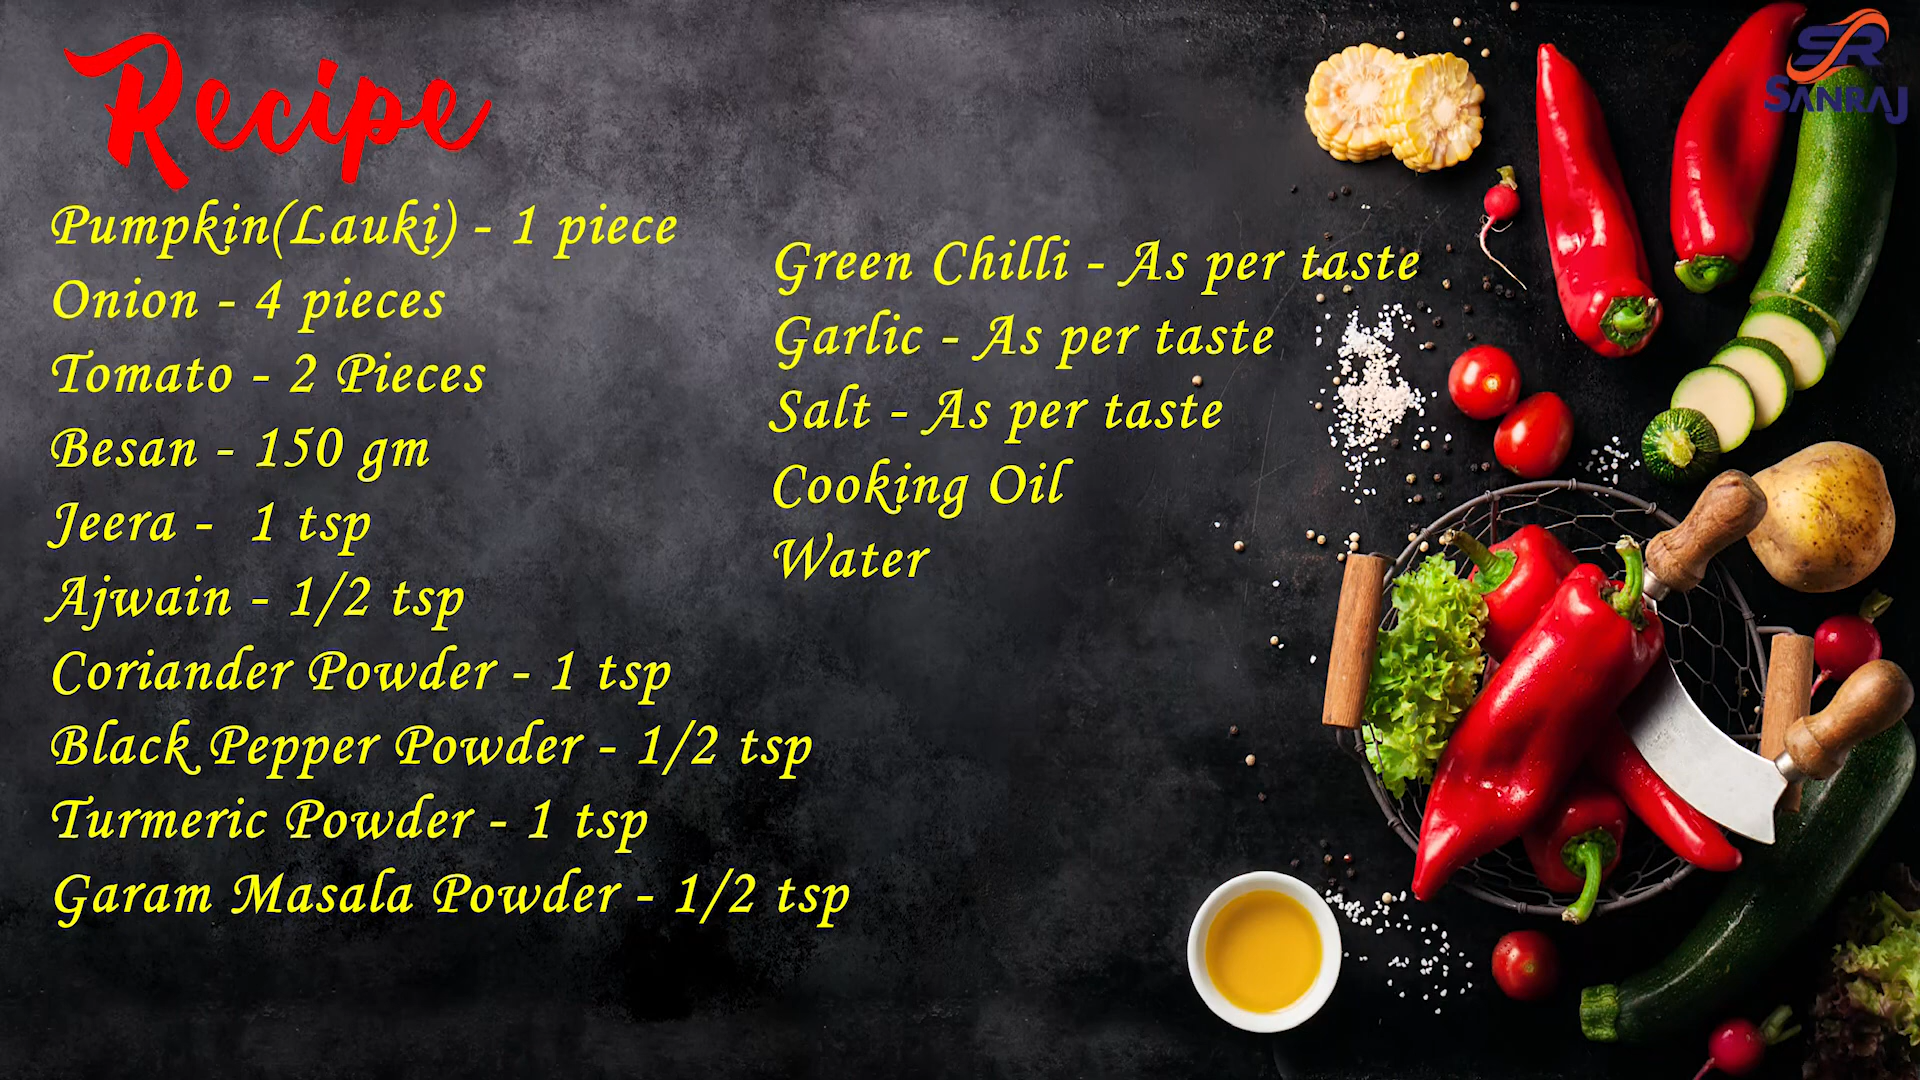 Recipe
Pumpkin(Lauki) - 1 piece
Onion - 4 pieces
Tomato - 2 Pieces
Besan - 150 gm
Jeera -  1 tsp
Ajwain - 1/2 tsp
Coriander Powder - 1 tsp
Black Pepper Powder - 1/2 tsp
Turmeric Powder - 1 tsp
Garam Masala Powder - 1/2 tsp
Green Chilli - As per taste
Garlic - As per taste
Salt - As per taste
Cooking Oil
Water
SR
SANRAJ